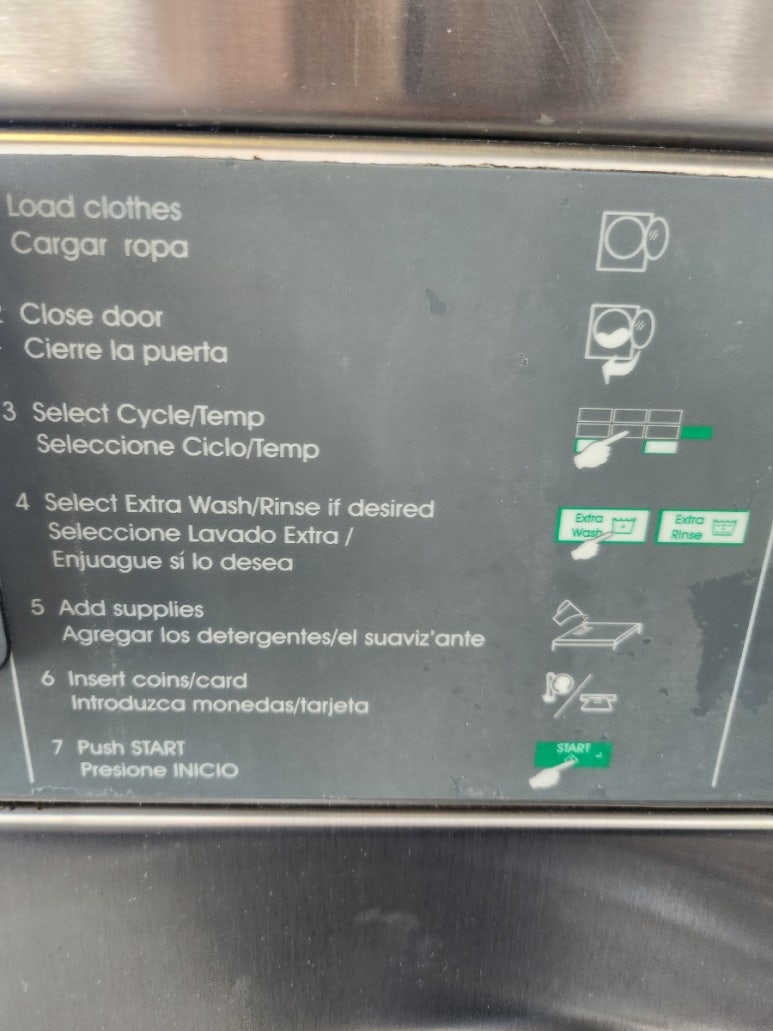 Load clothes
Cargar ropa
2 Close door
Cierre la puerta
3 Select Cycle/Temp
Seleccione Ciclo/Temp
4 Select Extra Wash/Rinse if desired
Seleccione Lavado Extra /
Enjuague sí lo desea
Extra
Wash
Extra
Rinse
5 Add supplies
Agregar los detergentes/el suaviz'ante
6 Insert coins/card
Introduzca monedas/tarjeta
7 Push START
Presione INICIO
START